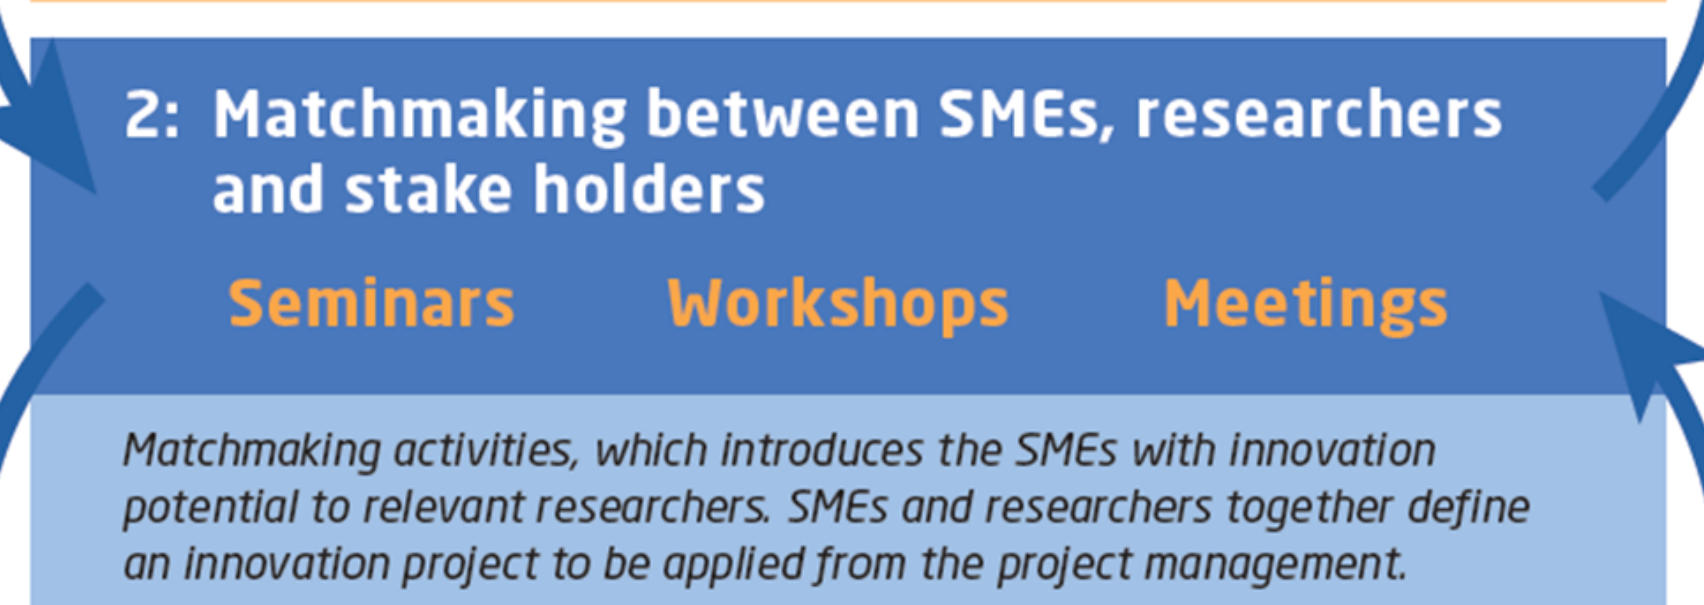 2: Matchmaking between SMEs, researchers
and stake holders
Seminars Workshops Meetings
Matchmaking activities, which introduces the SMEs with innovation
potential to relevant researchers. SMEs and researchers together define
an innovation project to be applied from the project management.